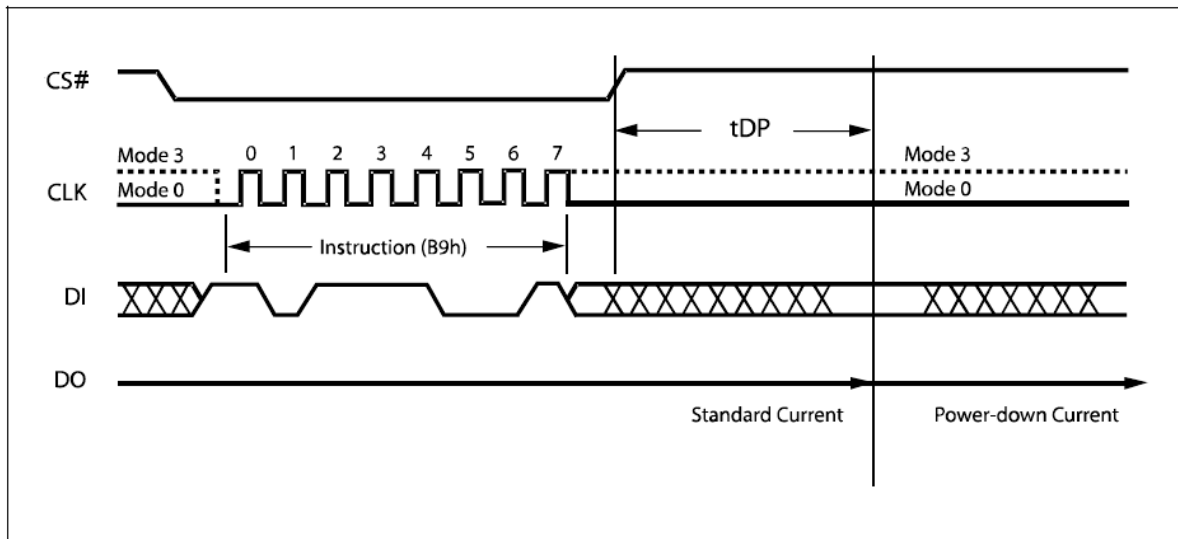 CS#
tDP
Mode 3
0 1 2 3 4 5 6 7
Mode 3
CLK
Mode 0
Mode 0
Instruction (B9h)
DI
DO
Standard Current
Power-down Current